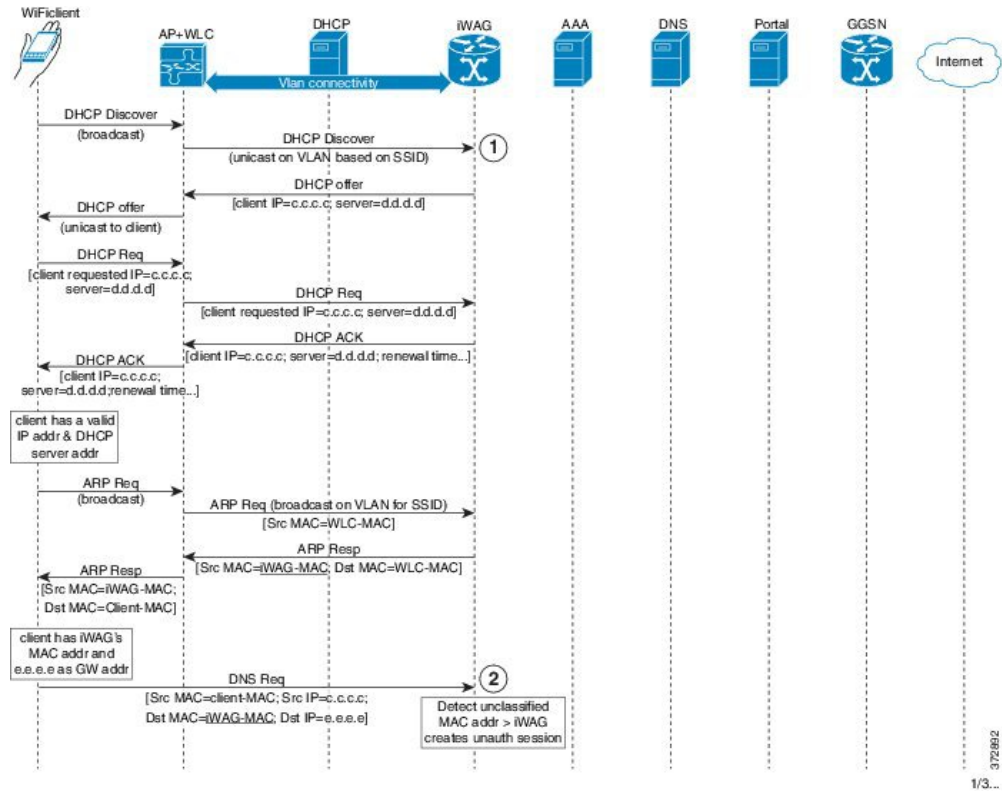 WiFiclient
AP+WLC
DHCP
iWAG
AAA
DNS
Portal
GGSN
Internet
Vlan connectivity
DHCP Discover
(broadcast)
DHCP Discover
(unicast on VLAN based on SSID)
1
DHCP offer
[client IP=c.c.c.c; server=d.d.d.d]
DHCP offer
(unicast to client)
DHCP Req
[client requested IP=c.c.c.c;
server=d.d.d.d]
DHCP Req
[client requested IP=c.c.c.c; server=d.d.d.d]
DHCP ACK
[client IP=c.c.c.c; server=d.d.d.d; renewal time...]
DHCP ACK
[client IP=c.c.c.c;
server=d.d.d.d;renewal time...]
client has a valid
IP addr & DHCP
server addr
ARP Req
(broadcast)
ARP Req (broadcast on VLAN for SSID)
[Src MAC=WLC-MAC]
ARP Resp
[Src MAC=iWAG-MAC; Dst MAC=WLC-MAC]
ARP Resp
[Src MAC=iWAG-MAC;
Dst MAC=Client-MAC]
client has iWAG's
MAC addr and
e.e.e.e as GW addr
DNS Req
[Src MAC=client-MAC; Src IP=c.c.c.c;
Dst MAC=iWAG-MAC; Dst IP=e.e.e.e]
2
Detect unclassified
MAC addr > iWAG
creates unauth session
372892
1/3...